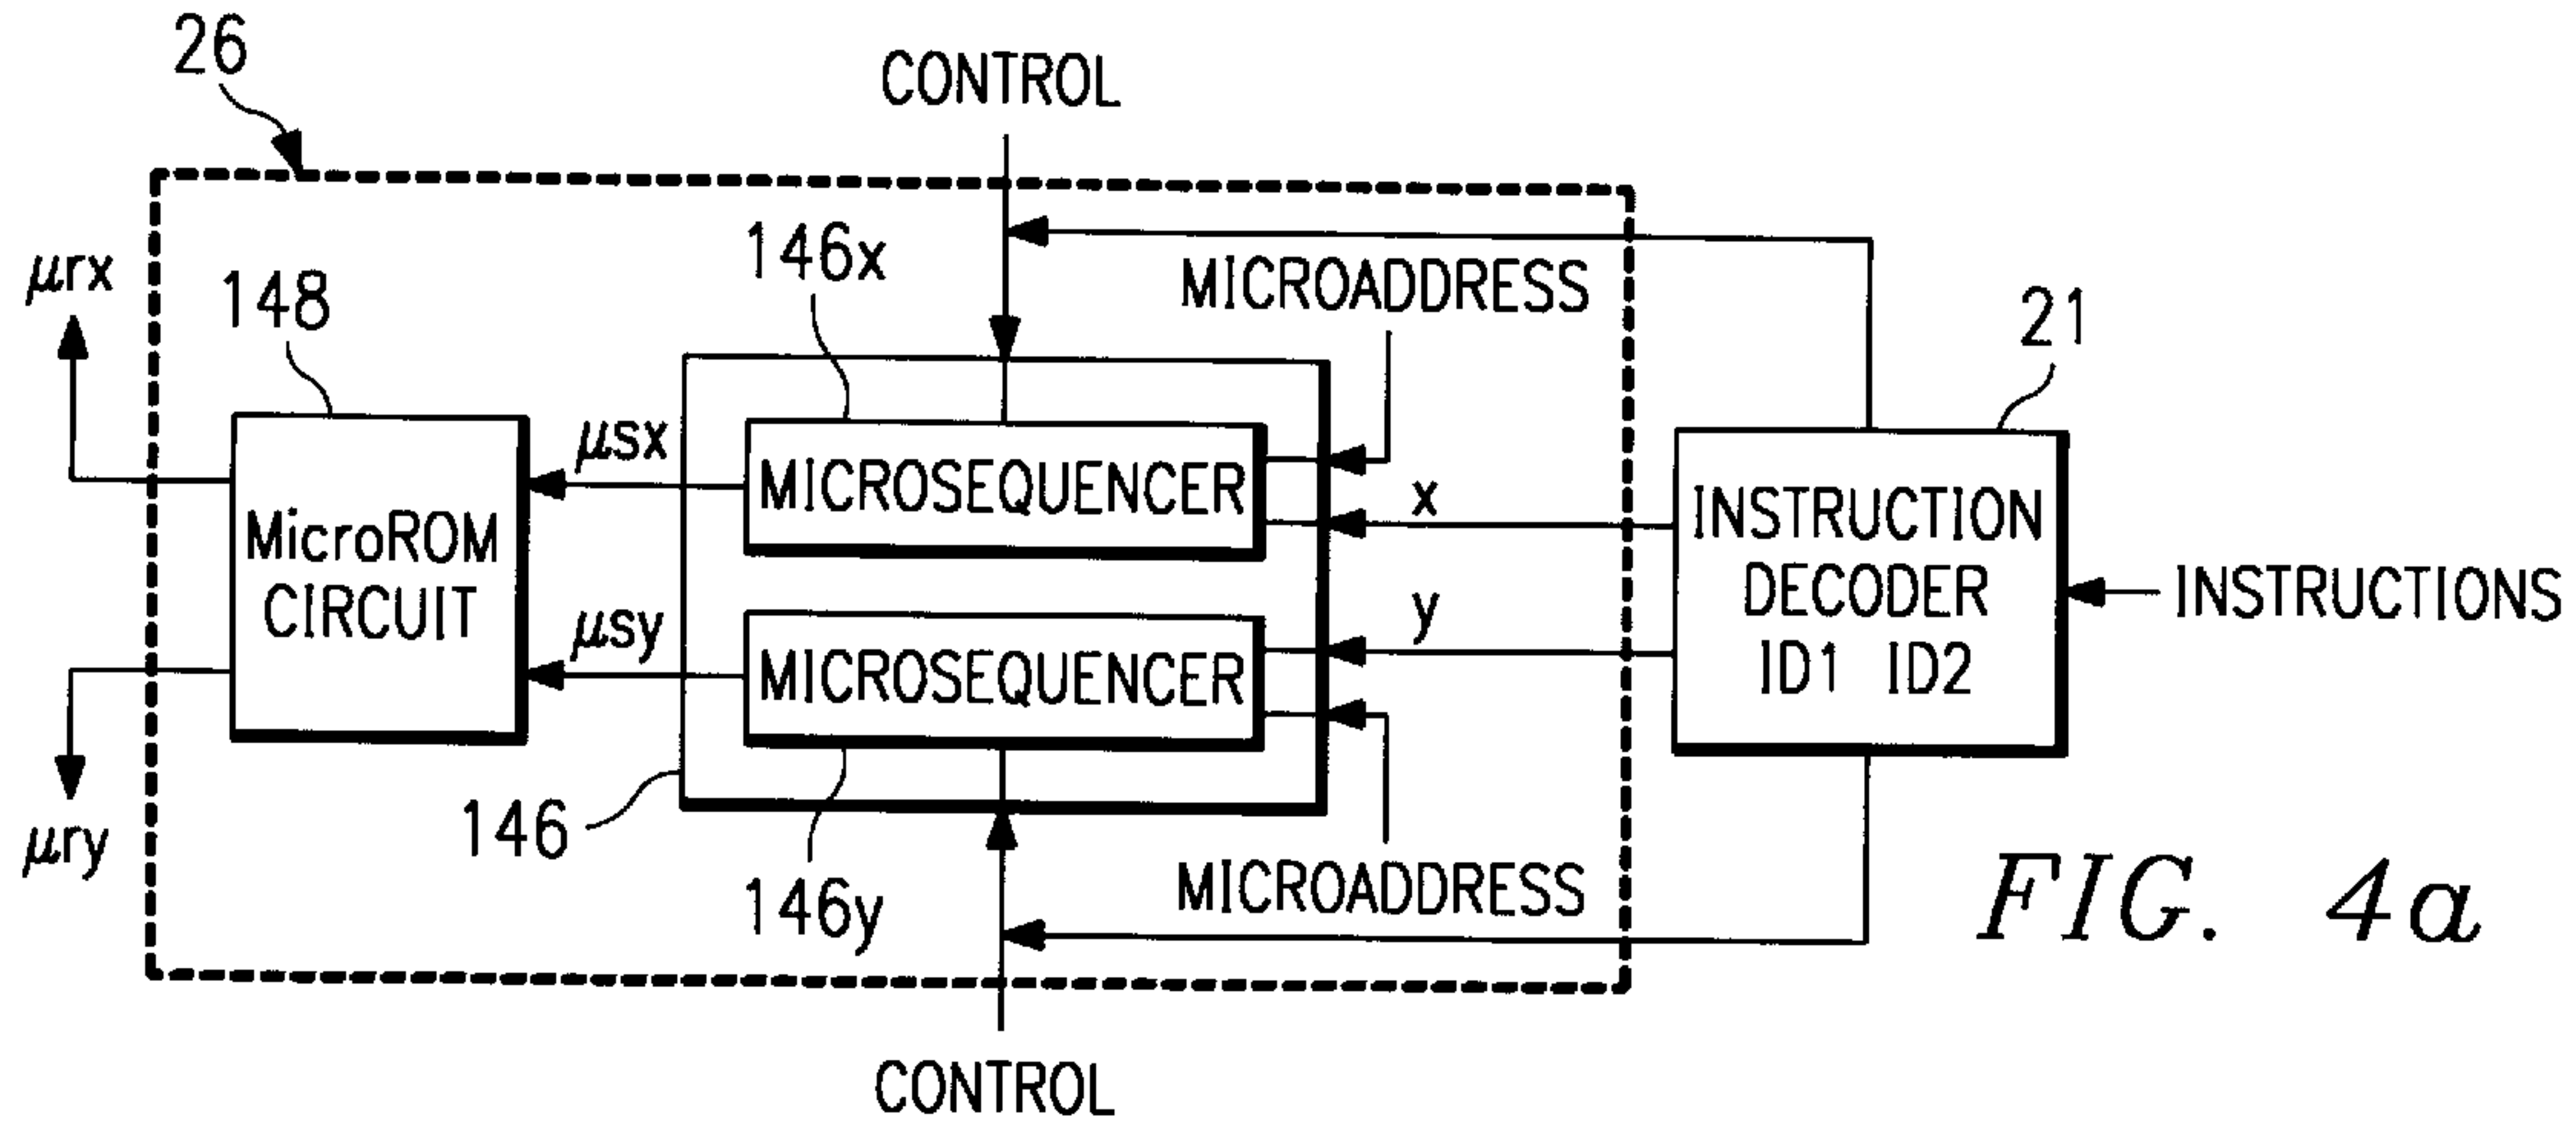 26
CONTROL
146x
MICROADDRESS
μrx
148
21
μsx
MICROSEQUENCER
x
INSTRUCTION
DECODER
ID1 ID2
INSTRUCTIONS
MicroROM
CIRCUIT
μsy
MICROSEQUENCER
y
μry
146
146y
MICROADDRESS
FIG. 4a
CONTROL